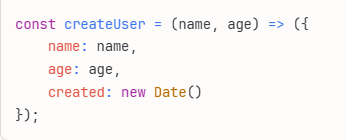 const createUser = (name, age) => ({
    name: name,
    age: age,
    created: new Date()
});